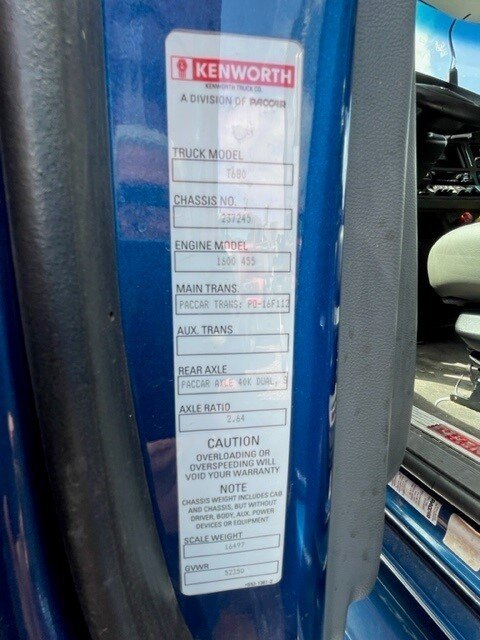 KENWORTH
KENWORTH TRUCK CO.
A DIVISION OF PACCAR
TRUCK MODEL
T680
CHASSIS NO.
237245
ENGINE MODEL
1600 455
MAIN TRANS.
PACCAR TRANS: PO-16F112
AUX. TRANS.
REAR AXLE
PACCAR AXLE 40K DUAL, S
AXLE RATIO
2.64
CAUTION
OVERLOADING OR
OVERSPEEDING WILL
VOID YOUR WARRANTY
NOTE
CHASSIS WEIGHT INCLUDES CAB
AND CHASSIS, BUT WITHOUT
DRIVER, BODY, AUX. POWER
DEVICES OR EQUIPMENT
SCALE WEIGHT
16497
GVWR
52350